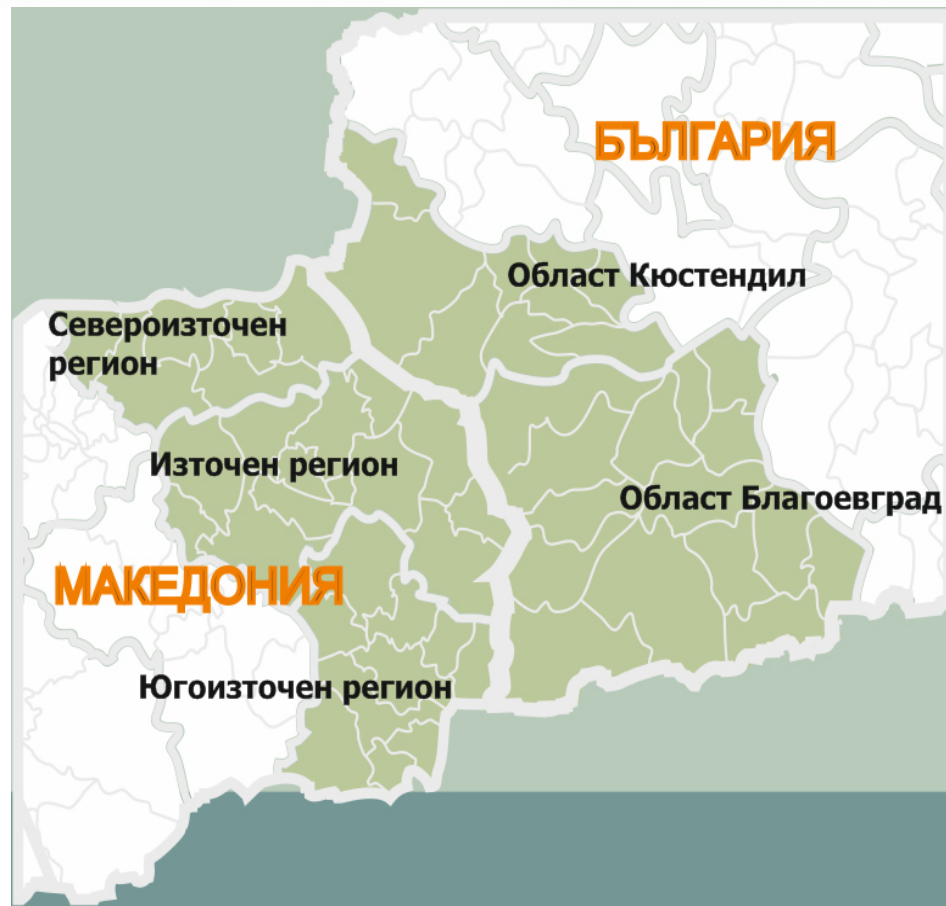 БЪЛГАРИЯ
Област Кюстендил
Североизточен
регион
Източен регион
Област Благоевград
МАКЕДОНИЯ
Югоизточен регион